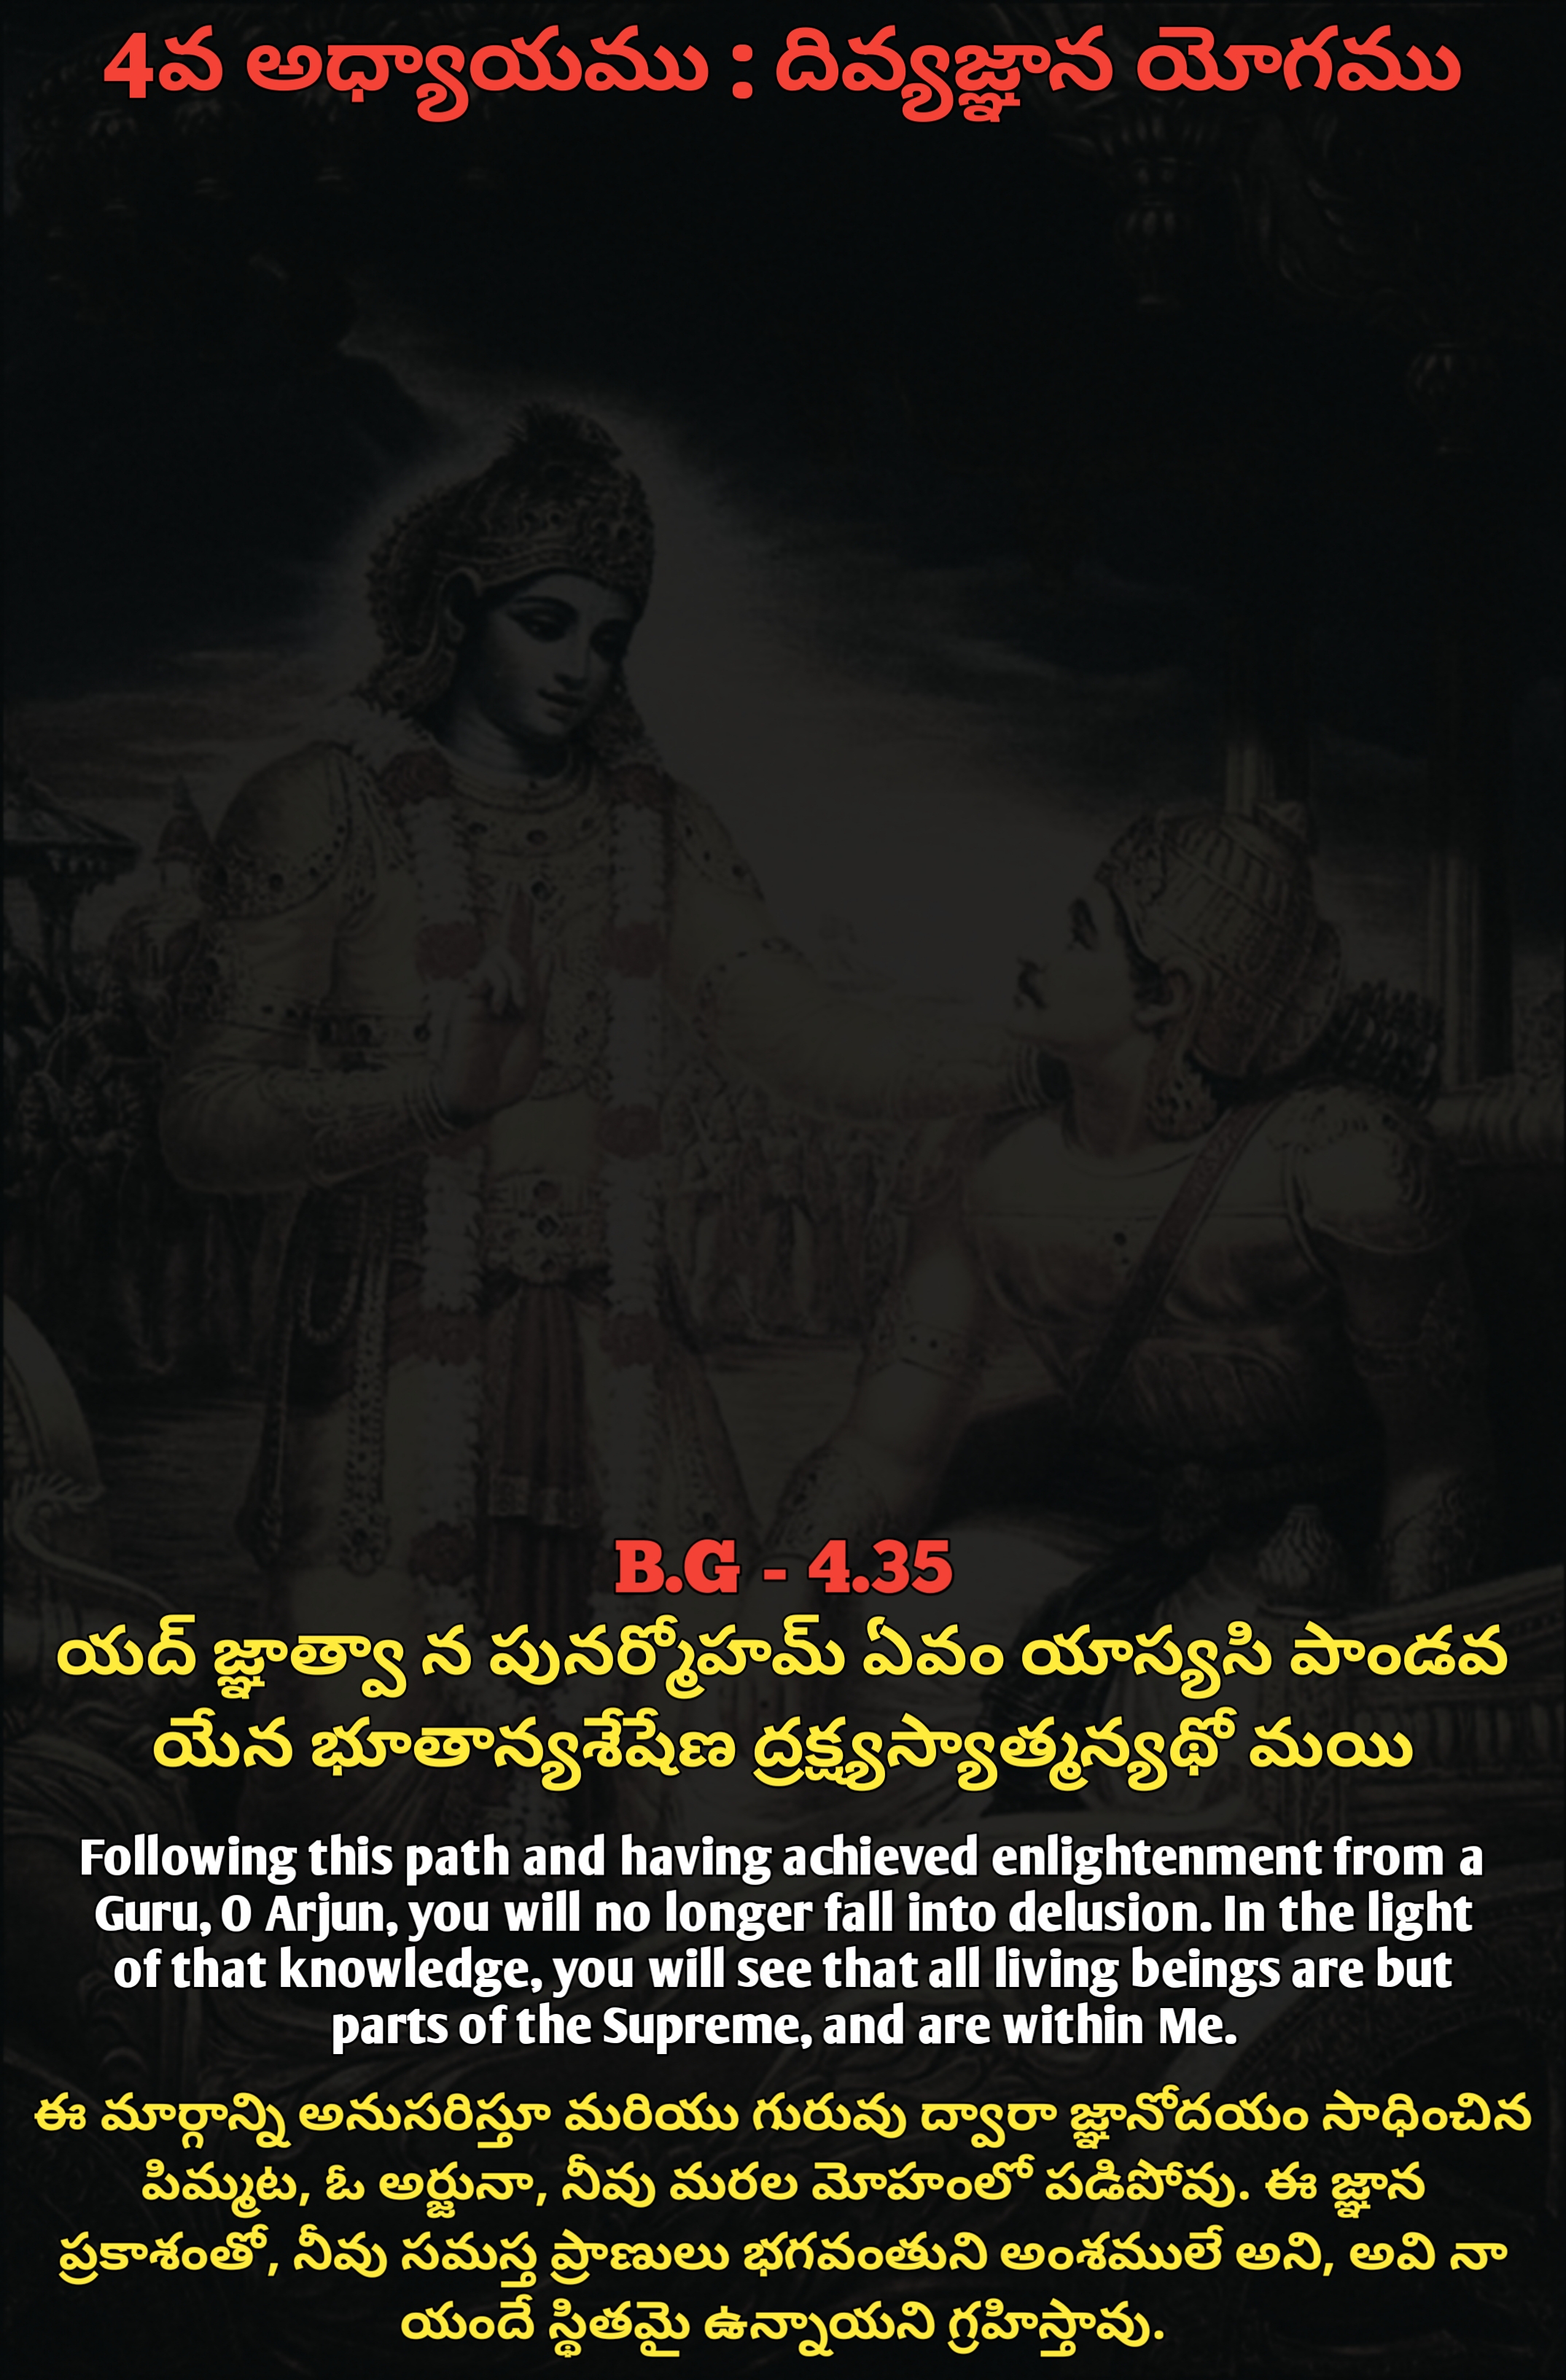 4వ అధ్యాయము : దివ్యజ్ఞాన యోగము
B.G - 4.35
యద్ జ్ఞాత్వా న పునర్మోహమ్ ఏవం యాస్యసి పాండవ
యేన భూతాన్యశేషేణ ద్రక్ష్యస్యాత్మన్యథో మయి
Following this path and having achieved enlightenment from a
Guru, O Arjun, you will no longer fall into delusion. In the light
of that knowledge, you will see that all living beings are but
parts of the Supreme, and are within Me.
ఈ మార్గాన్ని అనుసరిస్తూ మరియు గురువు ద్వారా జ్ఞానోదయం సాధించిన
పిమ్మట, ఓ అర్జునా, నీవు మరల మోహంలో పడిపోవు. ఈ జ్ఞాన
ప్రకాశంతో, నీవు సమస్త ప్రాణులు భగవంతుని అంశములే అని, అవి నా
యందే స్థితమై ఉన్నాయని గ్రహిస్తావు.